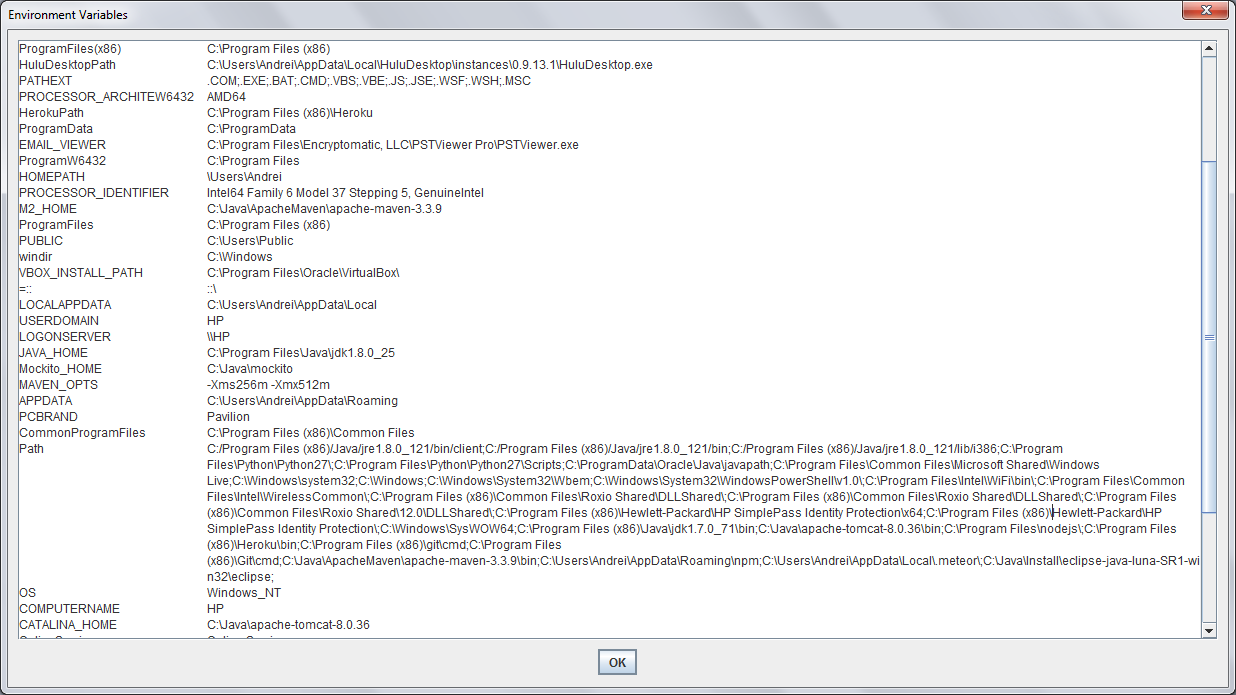 Environment Variables
ProgramFiles(x86) C:\Program Files (x86)
HuluDesktopPath C:\Users\Andrei\AppData\Local\HuluDesktop\instances\0.9.13.1\HuluDesktop.exe
PATHEXT .COM;.EXE;.BAT;.CMD;.VBS;.VBE;.JS;.JSE;.WSF;.WSH;.MSC
PROCESSOR_ARCHITEW6432 AMD64
HerokuPath C:\Program Files (x86)\Heroku
ProgramData C:\ProgramData
EMAIL_VIEWER C:\Program Files\Encryptomatic, LLC\PSTViewer Pro\PSTViewer.exe
ProgramW6432 C:\Program Files
HOMEPATH \Users\Andrei
PROCESSOR_IDENTIFIER Intel64 Family 6 Model 37 Stepping 5, GenuineIntel
M2_HOME C:\Java\ApacheMaven\apache-maven-3.3.9
ProgramFiles C:\Program Files (x86)
PUBLIC C:\Users\Public
windir C:\Windows
VBOX_INSTALL_PATH C:\Program Files\Oracle\VirtualBox\
=:: ::\
LOCALAPPDATA C:\Users\Andrei\AppData\Local
USERDOMAIN HP
LOGONSERVER \\HP
JAVA_HOME C:\Program Files\Java\jdk1.8.0_25
Mockito_HOME C:\Java\mockito
MAVEN_OPTS -Xms256m -Xmx512m
APPDATA C:\Users\Andrei\AppData\Roaming
PCBRAND Pavilion
CommonProgramFiles C:\Program Files (x86)\Common Files
Path C:/Program Files (x86)/Java/jre1.8.0_121/bin/client;C:/Program Files (x86)/Java/jre1.8.0_121/bin;C:/Program Files (x86)/Java/jre1.8.0_121/lib/i386;C:\Program
Files\Python\Python27\;C:\Program Files\Python\Python27\Scripts;C:\ProgramData\Oracle\Java\javapath;C:\Program Files\Common Files\Microsoft Shared\Windows
Live;C:\Windows\system32;C:\Windows;C:\Windows\System32\Wbem;C:\Windows\System32\WindowsPowerShell\v1.0\;C:\Program Files\Intel\WiFi\bin\;C:\Program Files\Common
Files\Intel\WirelessCommon\;C:\Program Files (x86)\Common Files\Roxio Shared\DLLShared\;C:\Program Files (x86)\Common Files\Roxio Shared\DLLShared\;C:\Program Files
(x86)\Common Files\Roxio Shared\12.0\DLLShared\;C:\Program Files (x86)\Hewlett-Packard\HP SimplePass Identity Protection\x64;C:\Program Files (x86)\Hewlett-Packard\HP
SimplePass Identity Protection\;C:\Windows\SysWOW64;C:\Program Files (x86)\Java\jdk1.7.0_71\bin;C:\Java\apache-tomcat-8.0.36\bin;C:\Program Files\nodejs\;C:\Program Files
(x86)\Heroku\bin;C:\Program Files (x86)\git\cmd;C:\Program Files
(x86)\Git\cmd;C:\Java\ApacheMaven\apache-maven-3.3.9\bin;C:\Users\Andrei\AppData\Roaming\npm;C:\Users\Andrei\AppData\Local\.meteor\;C:\Java\Install\eclipse-java-luna-SR1-wi
n32\eclipse;
OS Windows_NT
COMPUTERNAME HP
CATALINA_HOME C:\Java\apache-tomcat-8.0.36
OK